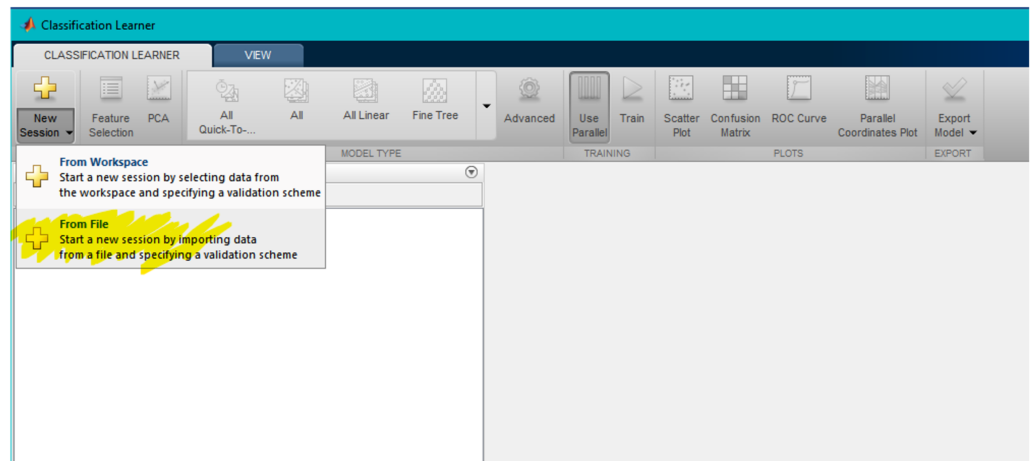 Classification Learner
CLASSIFICATION LEARNER
VIEW
New
Session
Feature
Selection
PCA
All
Quick-To-...
All
All Linear
Fine Tree
Advanced
Use
Parallel
Train
Scatter
Plot
Confusion
Matrix
ROC Curve
Parallel
Coordinates Plot
Export
Model
MODEL TYPE
TRAINING
PLOTS
EXPORT
From Workspace
Start a new session by selecting data from
the workspace and specifying a validation scheme
From File
Start a new session by importing data
from a file and specifying a validation scheme